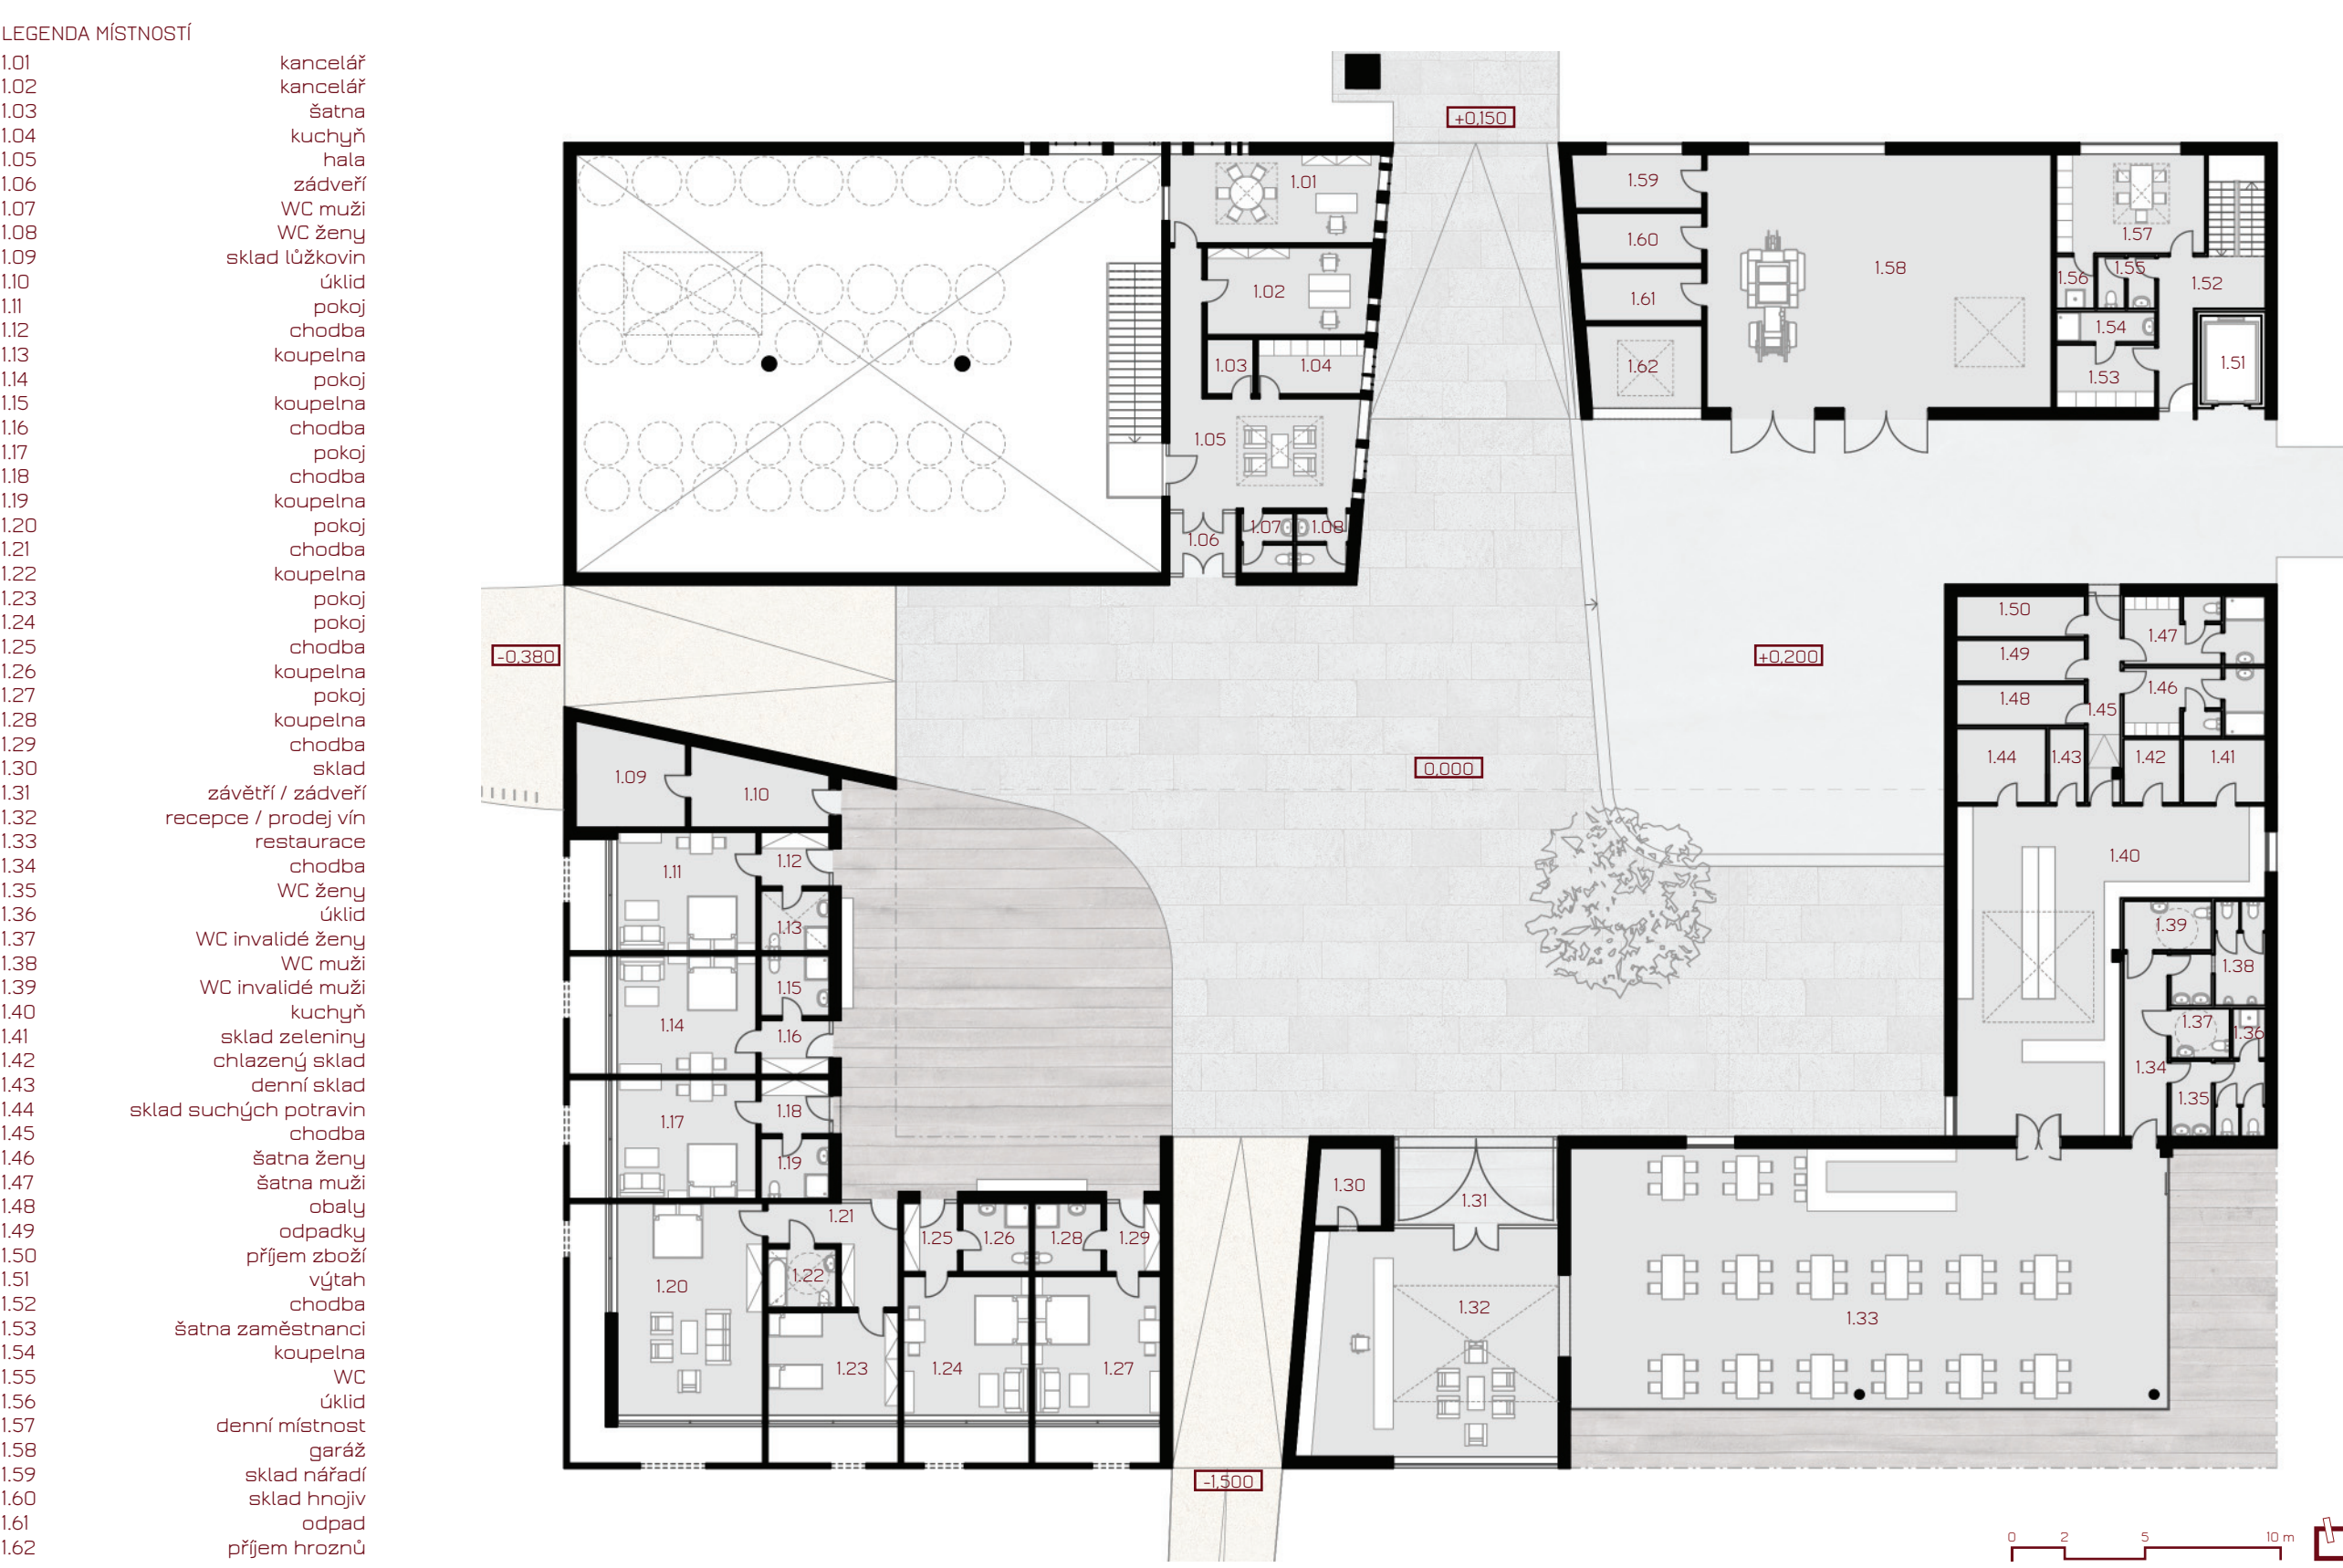 LEGENDA MÍSTNOSTÍ
1.01 kancelář
1.02 kancelář
1.03 šatna
1.04 kuchyň
1.05 hala
1.06 zádveří
1.07 WC muži
1.08 WC ženy
1.09 sklad lůžkovin
1.10 úklid
1.11 pokoj
1.12 chodba
1.13 koupelna
1.14 pokoj
1.15 koupelna
1.16 chodba
1.17 pokoj
1.18 chodba
1.19 koupelna
1.20 pokoj
1.21 chodba
1.22 koupelna
1.23 pokoj
1.24 pokoj
1.25 chodba
1.26 koupelna
1.27 pokoj
1.28 koupelna
1.29 chodba
1.30 sklad
1.31 závětří / zádveří
1.32 recepce / prodej vín
1.33 restaurace
1.34 chodba
1.35 WC ženy
1.36 úklid
1.37 WC invalidé ženy
1.38 WC muži
1.39 WC invalidé muži
1.40 kuchyň
1.41 sklad zeleniny
1.42 chlazený sklad
1.43 denní sklad
1.44 sklad suchých potravin
1.45 chodba
1.46 šatna ženy
1.47 šatna muži
1.48 obaly
1.49 odpadky
1.50 příjem zboží
1.51 výtah
1.52 chodba
1.53 šatna zaměstnanci
1.54 koupelna
1.55 WC
1.56 úklid
1.57 denní místnost
1.58 garáž
1.59 sklad nářadí
1.60 sklad hnojiv
1.61 odpad
1.62 příjem hroznů
+0,150
1.01
1.59
1.57
1.60
1.58
1.55
1.56
1.52
1.02
1.61
1.54
1.03
1.04
1.62
1.53
1.51
1.05
1.07
1.08
1.06
1.50
1.47
-0,380
+0,200
1.49
1.46
1.48
1.45
0,000
1.44
1.43
1.42
1.41
1.09
1.10
1.40
1.12
1.11
1.13
1.39
1.38
1.15
1.14
1.16
1.37
1.36
1.34
1.35
1.18
1.17
1.19
1.30
1.31
1.21
1.25
1.26
1.28
1.29
1.22
1.20
1.32
1.33
1.23
1.24
1.27
-1,500
0 2 5 10 m